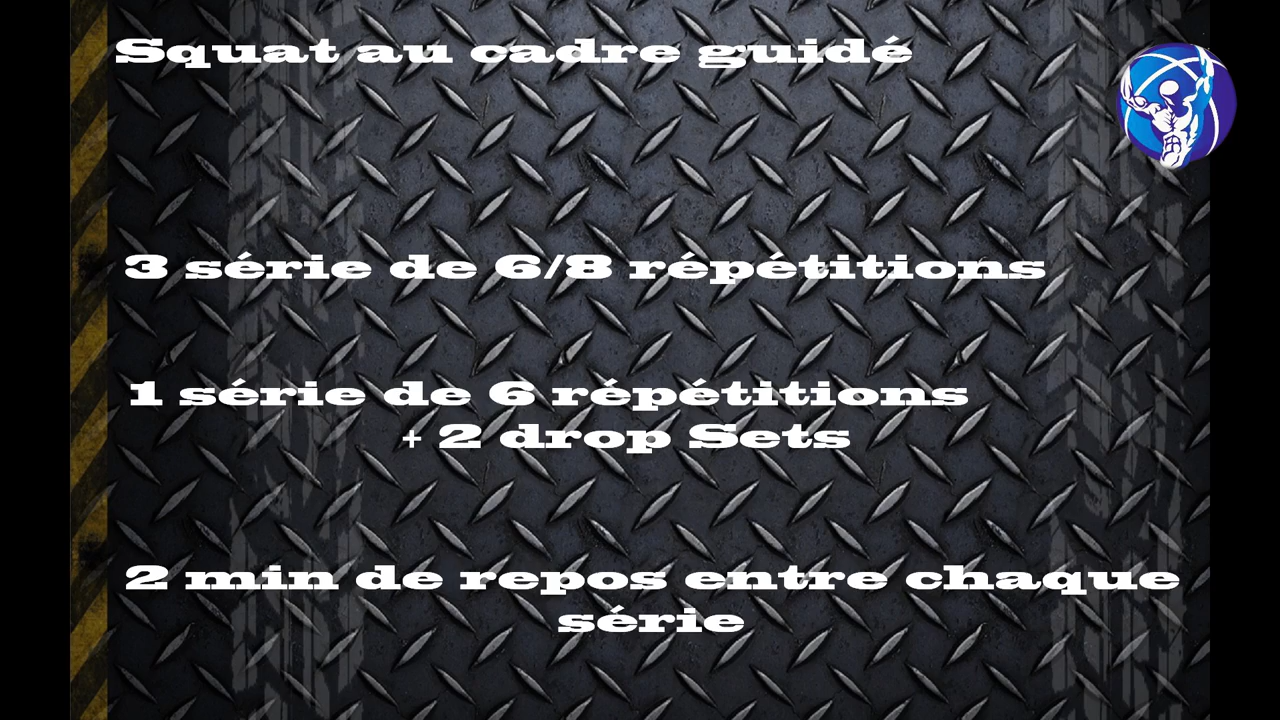 Squat au cadre guidé
3 série de 6/8 répétitions
1 série de 6 répétitions
+ 2 drop Sets
2 min de repos entre chaque
série